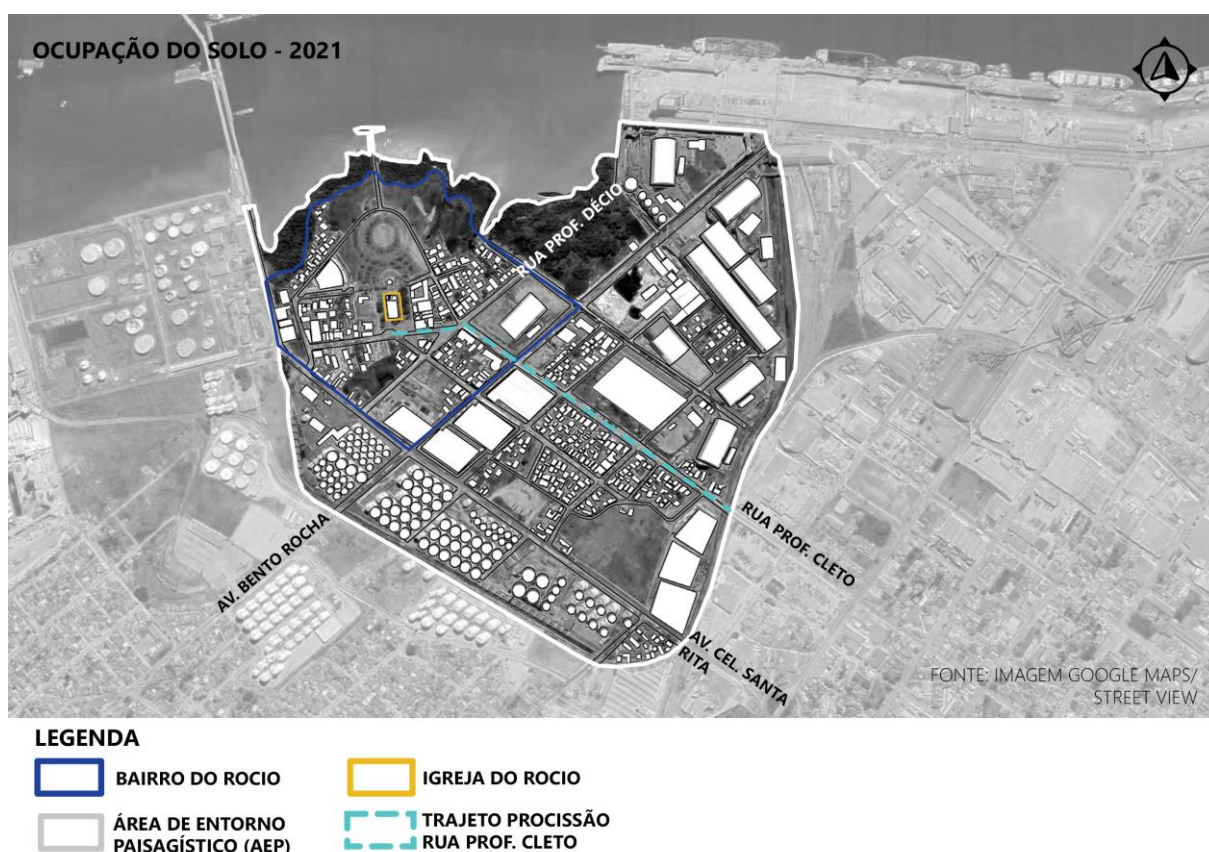 OCUPAÇÃO DO SOLO - 2021
RUA PROF. DÉCIO
RUA PROF. CLETO
AV. BENTO ROCHA
AV. CEL. SANTA
RITA
FONTE: IMAGEM GOOGLE MAPS/
STREET VIEW
LEGENDA
BAIRRO DO ROCIO
IGREJA DO ROCIO
ÁREA DE ENTORNO
PAISAGÍSTICO (AEP)
TRAJETO PROCISSÃO
RUA PROF. CLETO